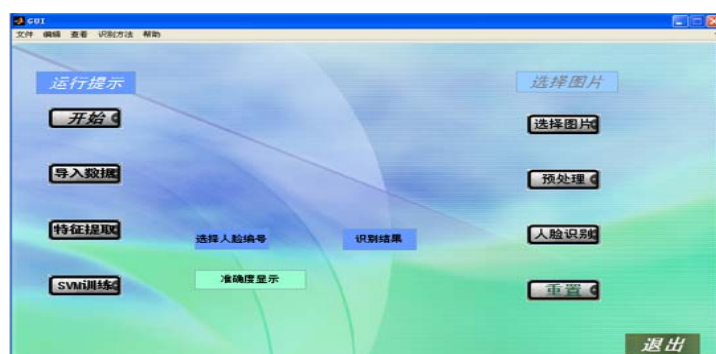 GUI
文件 编辑 查看 识别方法 帮助
运行提示
选择图片
开始
选择图片
导入数据
预处理
特征提取
选择人脸编号
识别结果
人脸识别
SVM训练
准确度显示
重置
退出